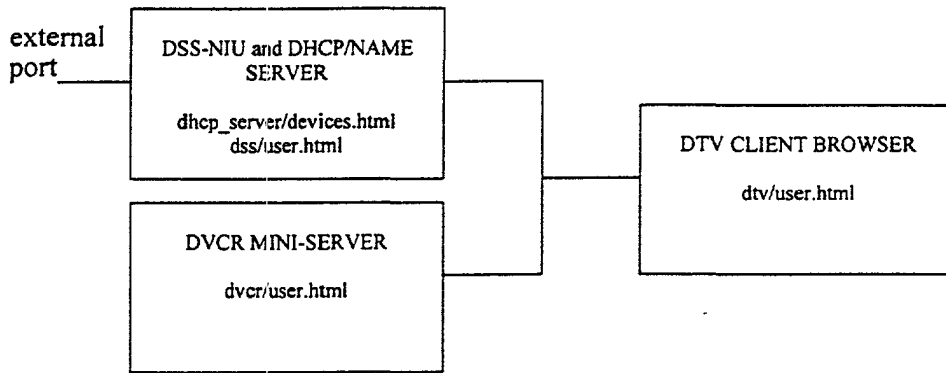 external
port
DSS-NIU and DHCP/NAME
SERVER
dhcp_server/devices.html
dss/user.html
DTV CLIENT BROWSER
dtv/user.html
DVCR MINI-SERVER
dvcr/user.html